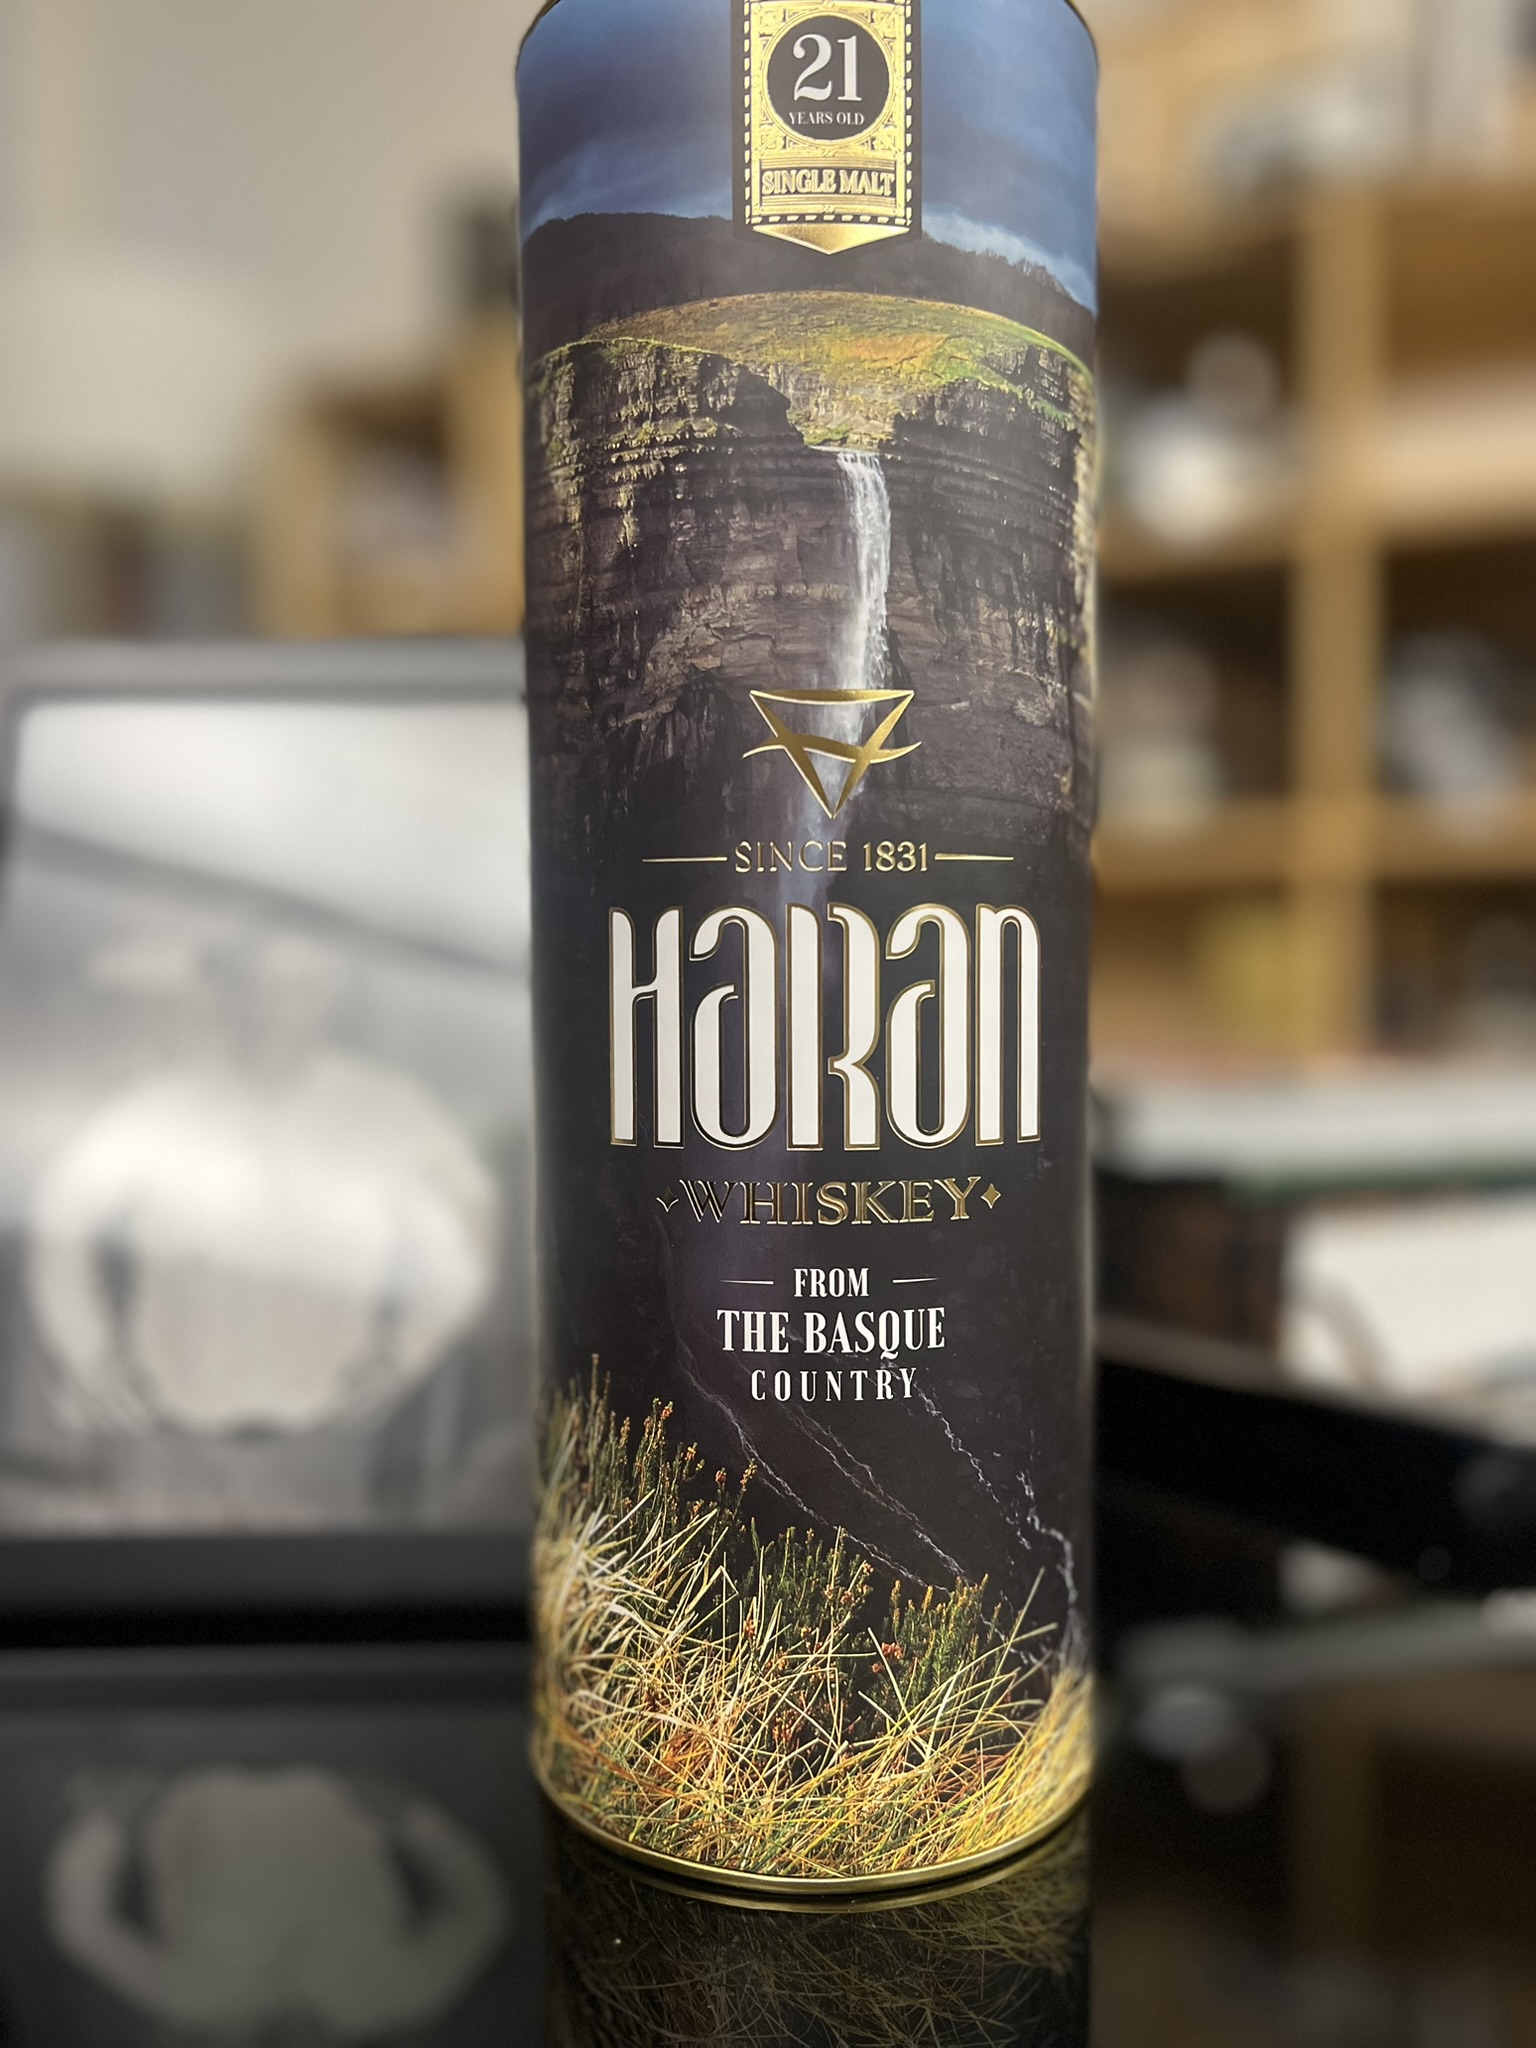 21
YEARS OLD
SINGLE MALT
SINCE 1831
HARAN
WHISKEY
FROM
THE BASQUE
COUNTRY